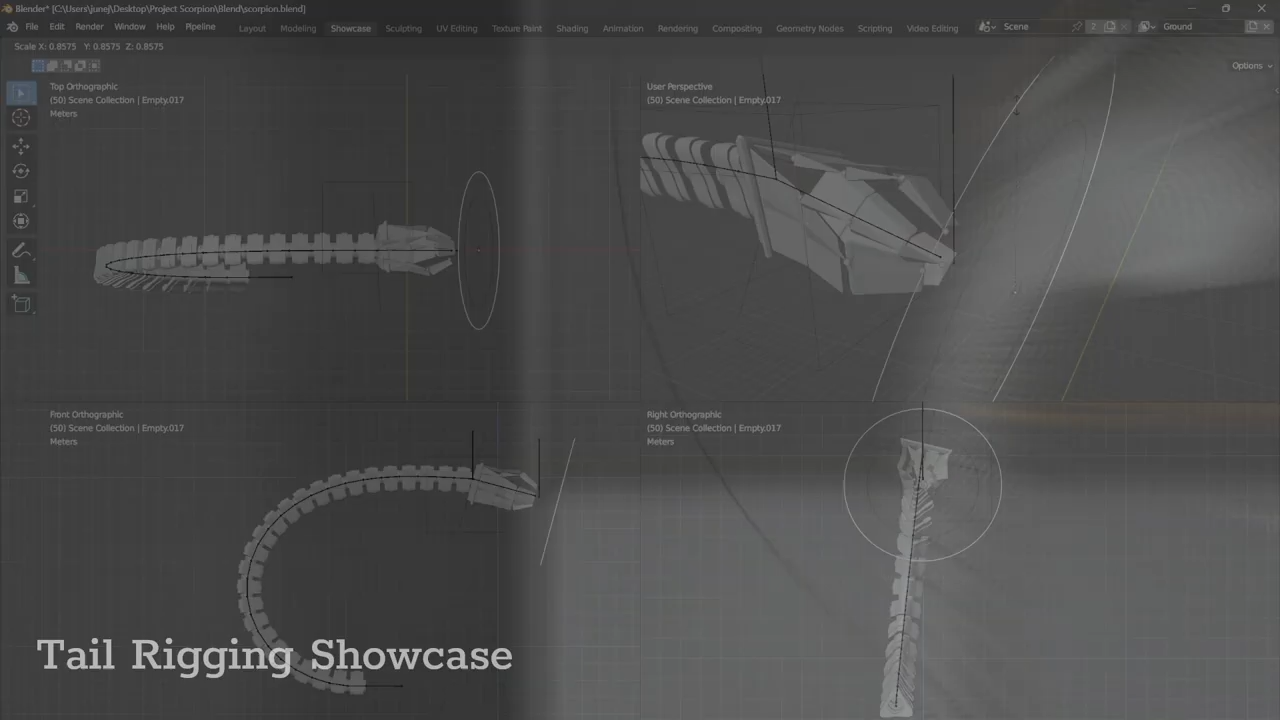 Blender* [C:\Users\junej\Desktop\Project Scorpion\Blend\scorpion.blend]
File Edit Render Window Help Pipeline Layout Modeling Showcase Sculpting UV Editing Texture Paint Shading Animation Rendering Compositing Geometry Nodes Scripting Video Editing Scene 2 Ground
Scale X: 0.8575 Y: 0.8575 Z: 0.8575
Options
Top Orthographic
(50) Scene Collection | Empty.017
Meters
User Perspective
(50) Scene Collection | Empty.017
Front Orthographic
(50) Scene Collection | Empty.017
Meters
Right Orthographic
(50) Scene Collection | Empty.017
Meters
Tail Rigging Showcase